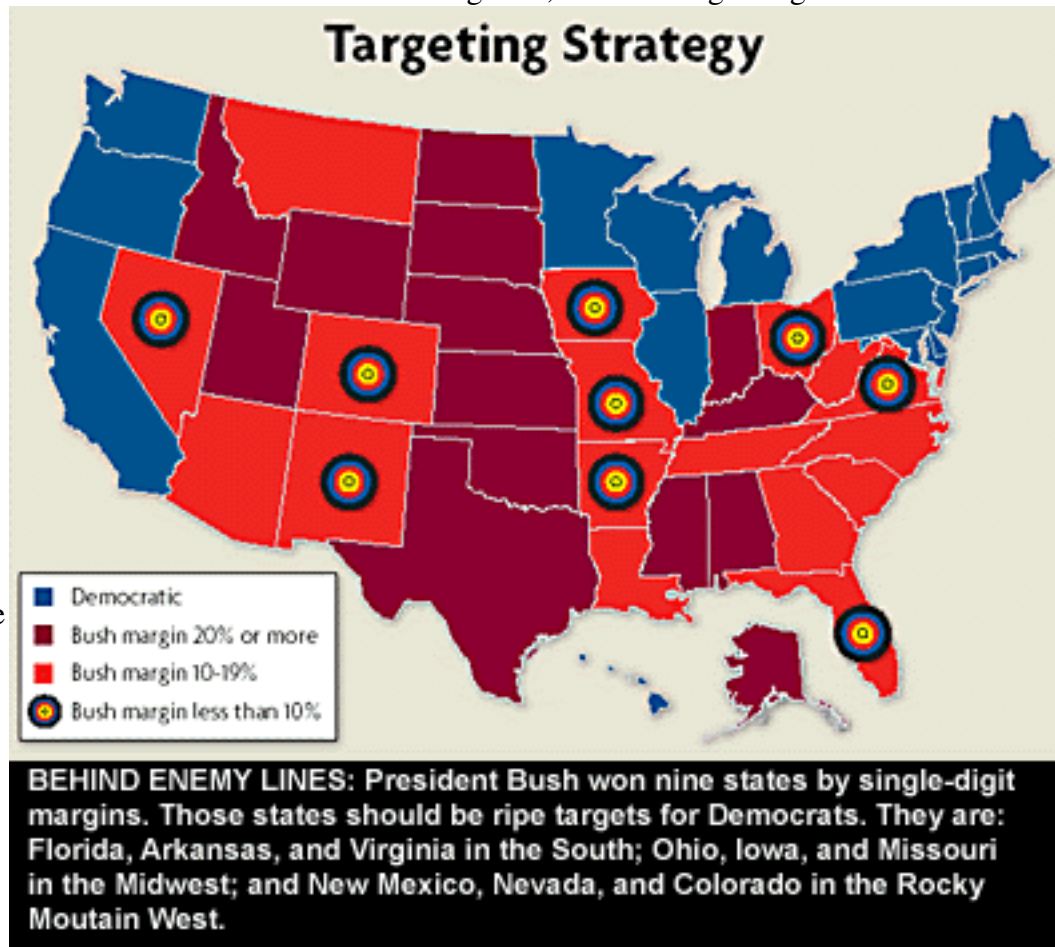 Targeting Strategy
Democratic
Bush margin 20% or more
Bush margin 10-19%
Bush margin less than 10%
BEHIND ENEMY LINES: President Bush won nine states by single-digit
margins. Those states should be ripe targets for Democrats. They are:
Florida, Arkansas, and Virginia in the South; Ohio, Iowa, and Missouri
in the Midwest; and New Mexico, Nevada, and Colorado in the Rocky
Moutain West.